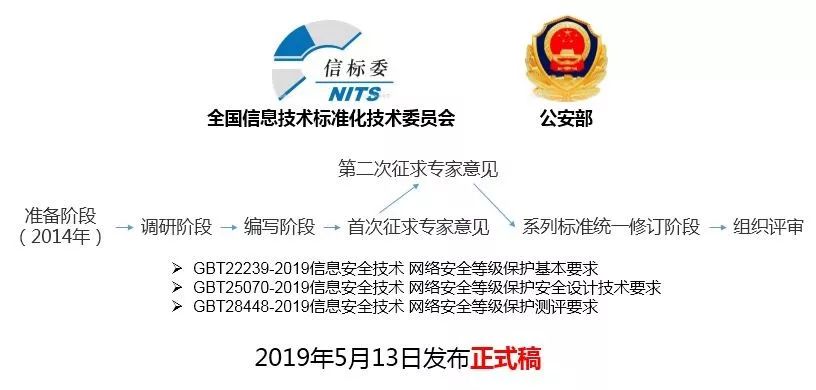 信标委
NITS
全国信息技术标准化技术委员会
公安部
第二次征求专家意见
准备阶段
（2014年）
调研阶段
编写阶段
首次征求专家意见
系列标准统一修订阶段
组织评审
➢ GBT22239-2019信息安全技术 网络安全等级保护基本要求
➢ GBT25070-2019信息安全技术 网络安全等级保护安全设计技术要求
➢ GBT28448-2019信息安全技术 网络安全等级保护测评要求
2019年5月13日发布正式稿